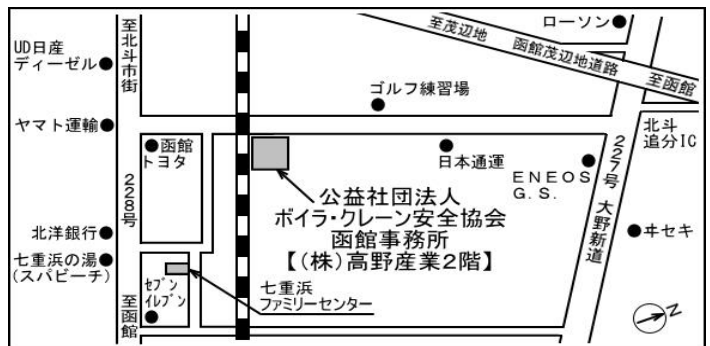 UD日産
ディーゼル
ヤマト運輸
北洋銀行
七重浜の湯
(スパビーチ)
至北斗市街
228号
至函館
函館
トヨタ
セブン
イレブン
ゴルフ練習場
日本通運
ENEOS
G.S.
公益社団法人
ボイラ・クレーン安全協会
函館事務所
【(株)高野産業2階】
七重浜
ファミリーセンター
ローソン
至茂辺地 函館茂辺地道路 至函館
北斗
追分IC
227号 大野新道
ヰセキ
N